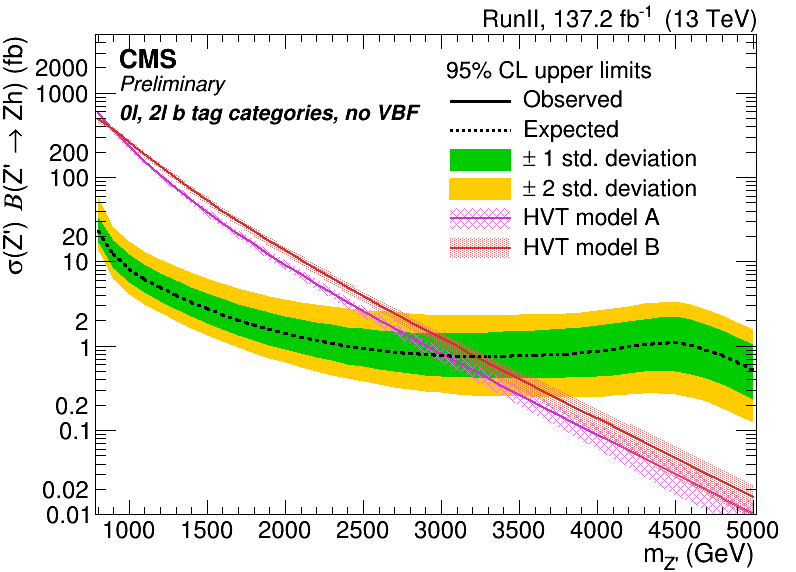 RunII, 137.2 fb⁻¹ (13 TeV)
CMS
Preliminary
0l, 2l b tag categories, no VBF
95% CL upper limits
Observed
Expected
± 1 std. deviation
± 2 std. deviation
HVT model A
HVT model B
σ(Z') B(Z' → Zh) (fb)
2000
1000
200
100
20
10
2
1
0.2
0.1
0.02
0.01
1000 1500 2000 2500 3000 3500 4000 4500 5000
m_Z' (GeV)